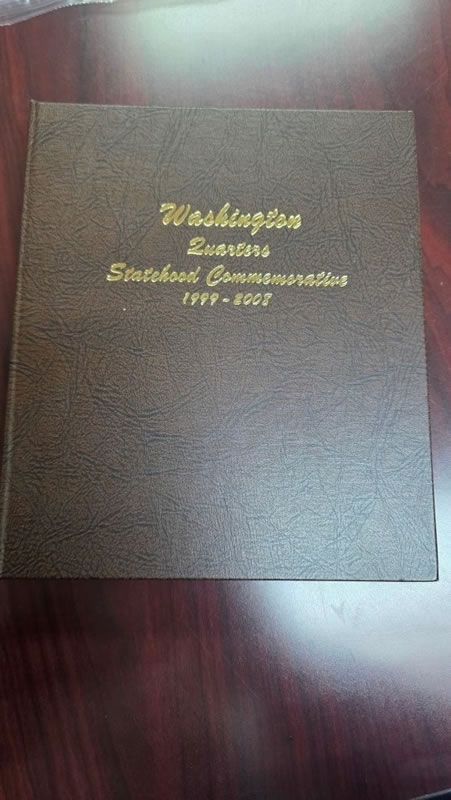 Washington
Quarters
Statehood Commemorative
1999-2008